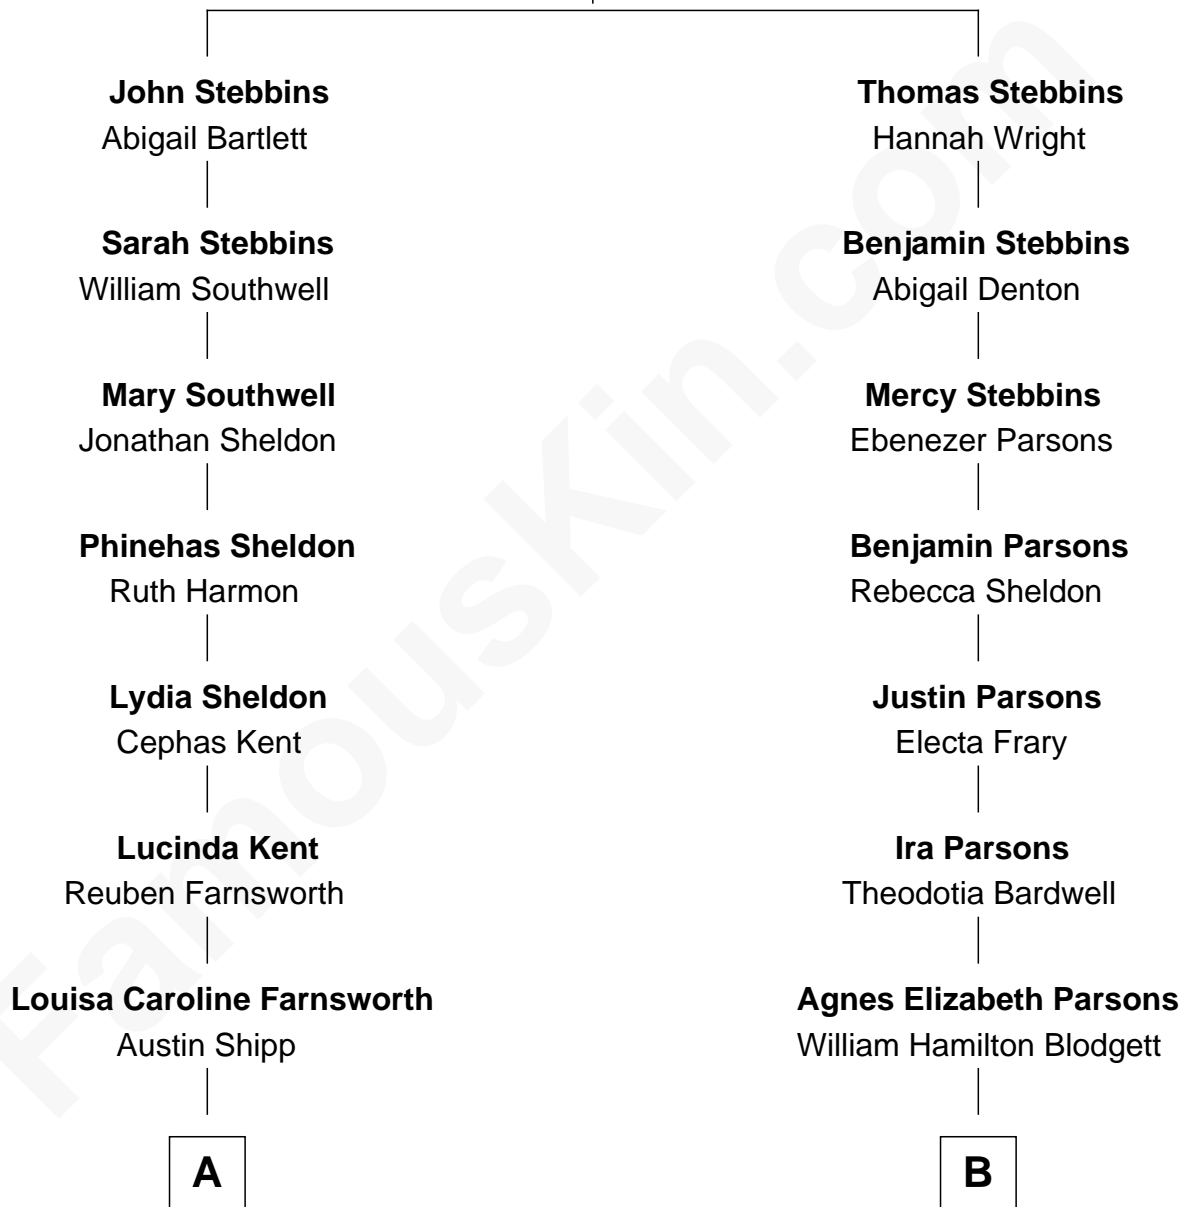 John Stebbins
Abigail Bartlett
Sarah Stebbins
William Southwell
Mary Southwell
Jonathan Sheldon
Phinehas Sheldon
Ruth Harmon
Lydia Sheldon
Cephas Kent
Lucinda Kent
Reuben Farnsworth
Louisa Caroline Farnsworth
Austin Shipp
A
Thomas Stebbins
Hannah Wright
Benjamin Stebbins
Abigail Denton
Mercy Stebbins
Ebenezer Parsons
Benjamin Parsons
Rebecca Sheldon
Justin Parsons
Electa Frary
Ira Parsons
Theodotia Bardwell
Agnes Elizabeth Parsons
William Hamilton Blodgett
B
FamousKin.com